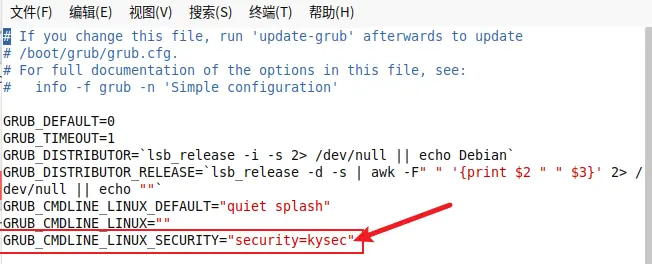 文件(F) 编辑(E) 视图(V) 搜索(S) 终端(T) 帮助(H)
# If you change this file, run 'update-grub' afterwards to update
# /boot/grub/grub.cfg.
# For full documentation of the options in this file, see:
#   info -f grub -n 'Simple configuration'
GRUB_DEFAULT=0
GRUB_TIMEOUT=1
GRUB_DISTRIBUTOR=`lsb_release -i -s 2> /dev/null || echo Debian`
GRUB_DISTRIBUTOR_RELEASE=`lsb_release -d -s | awk -F" " '{print $2 " " $3}' 2> /
dev/null || echo ""`
GRUB_CMDLINE_LINUX_DEFAULT="quiet splash"
GRUB_CMDLINE_LINUX=""
GRUB_CMDLINE_LINUX_SECURITY="security=kysec"